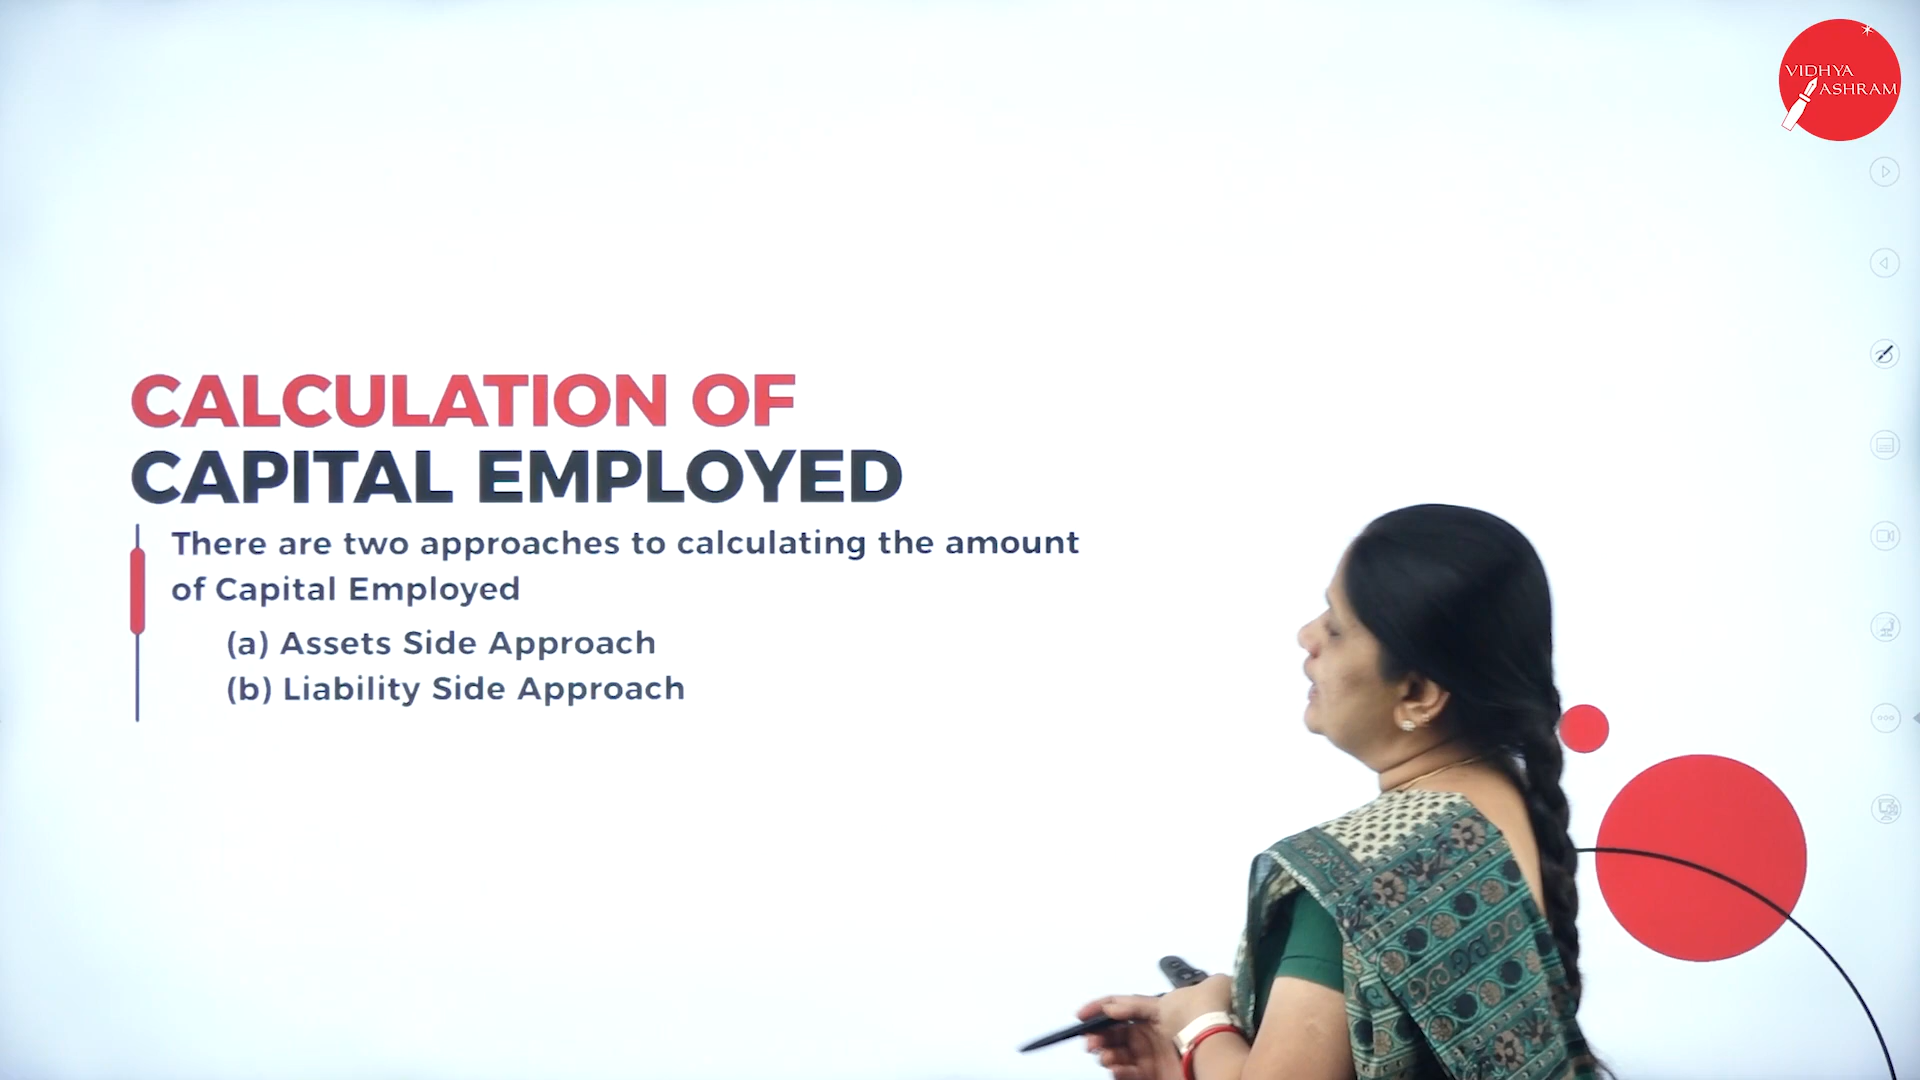 VIDHYA
ASHRAM
CALCULATION OF
CAPITAL EMPLOYED
There are two approaches to calculating the amount
of Capital Employed
(a) Assets Side Approach
(b) Liability Side Approach